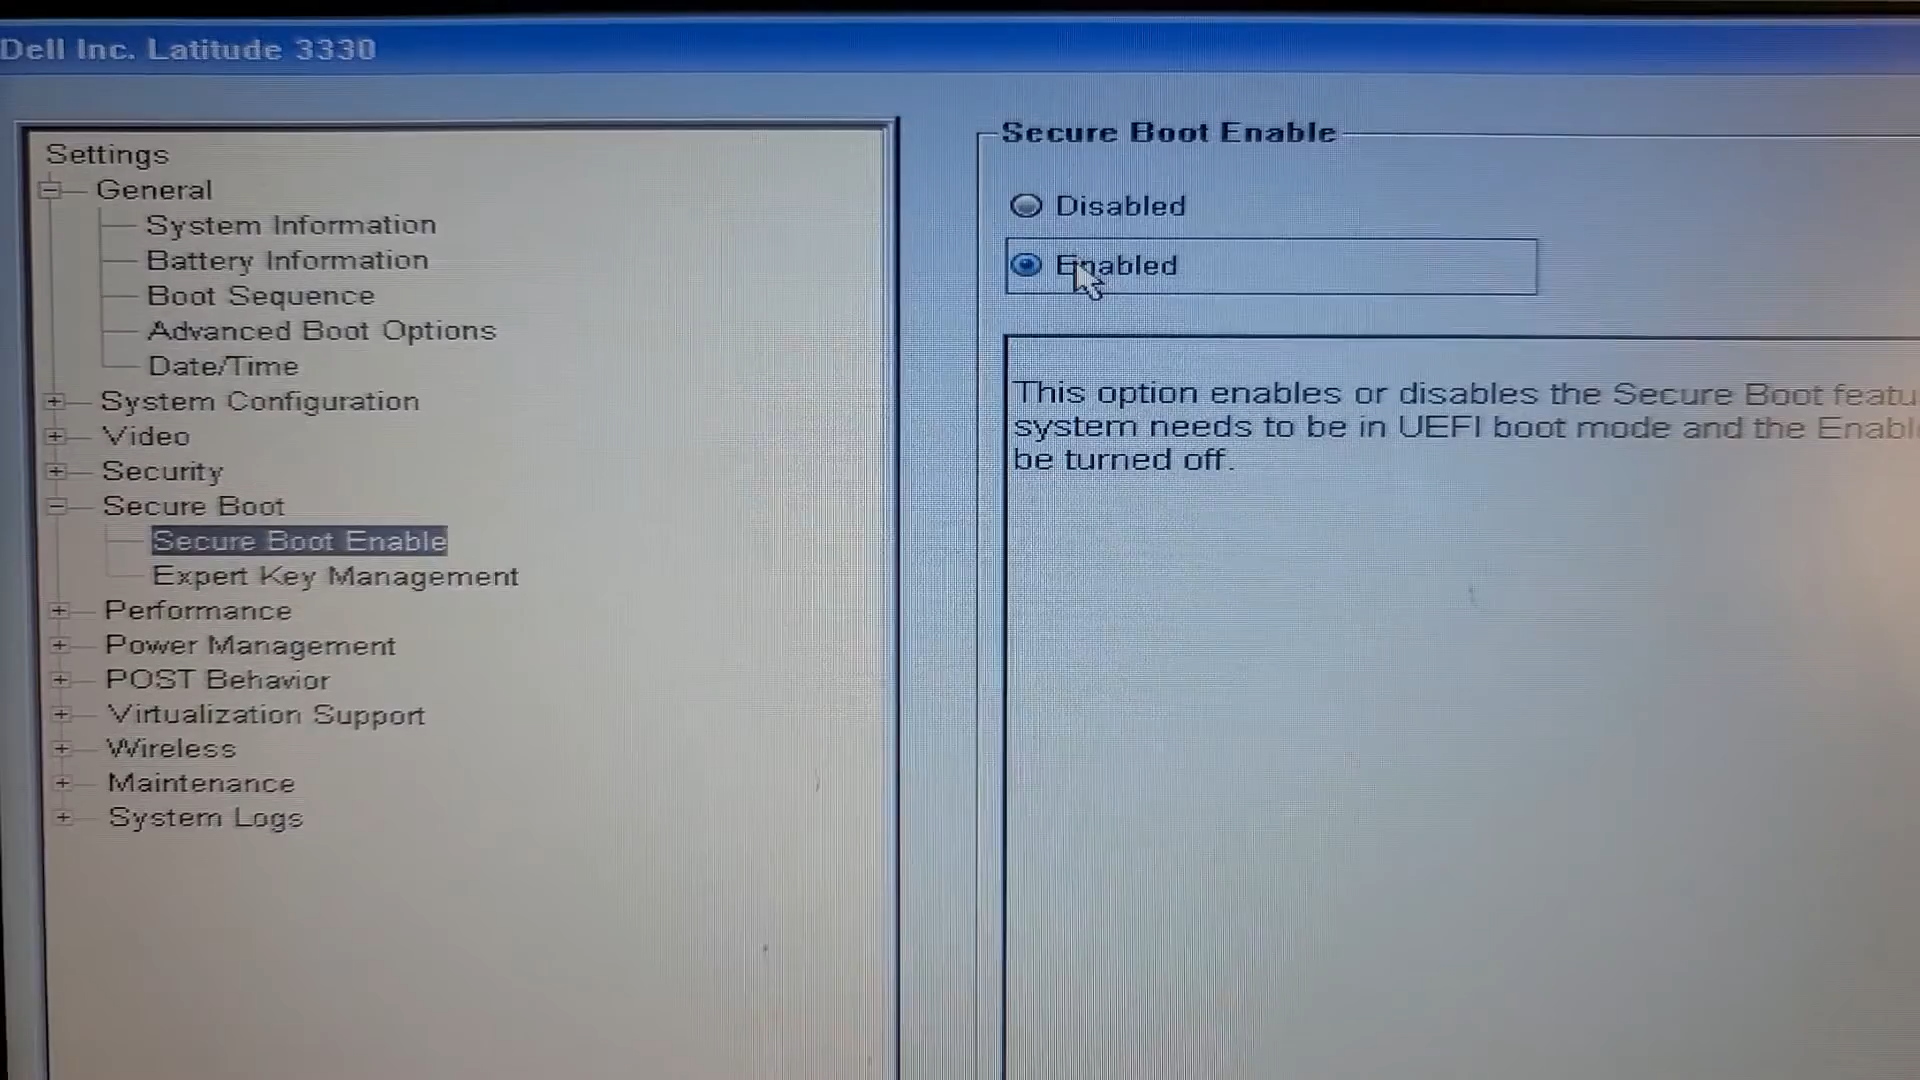 Dell Inc. Latitude 3330
Settings
General
System Information
Battery Information
Boot Sequence
Advanced Boot Options
Date/Time
System Configuration
Video
Security
Secure Boot
Secure Boot Enable
Expert Key Management
Performance
Power Management
POST Behavior
Virtualization Support
Wireless
Maintenance
System Logs
Secure Boot Enable
Disabled
Enabled
This option enables or disables the Secure Boot featu
system needs to be in UEFI boot mode and the Enabl
be turned off.